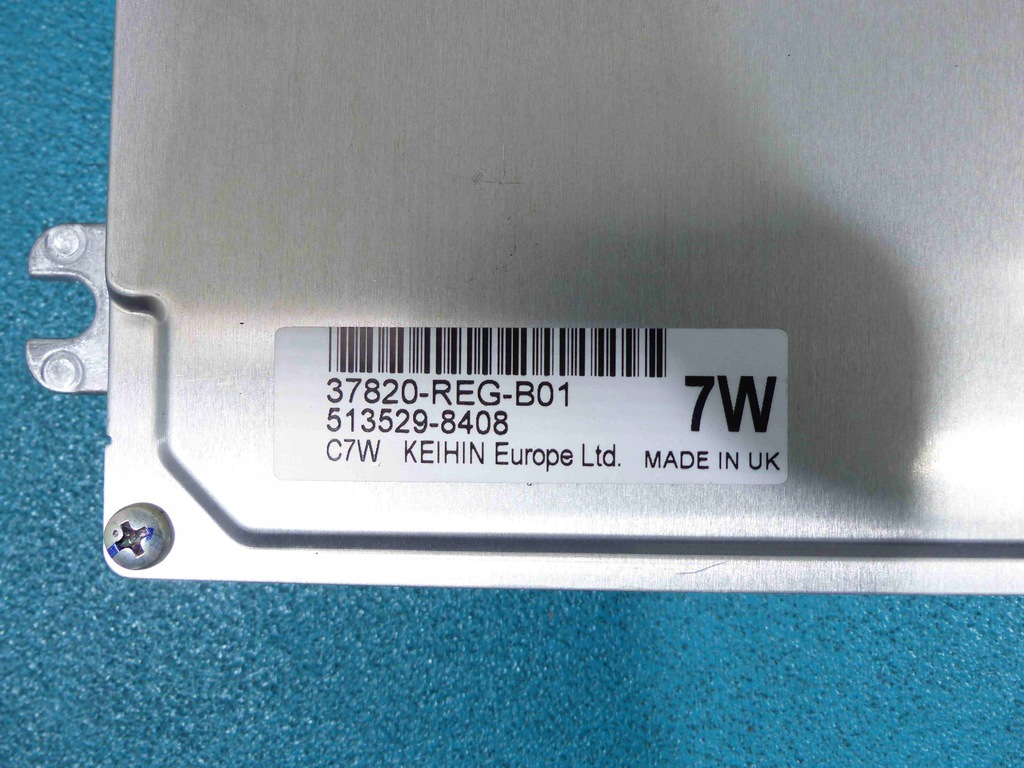 37820-REG-B01
513529-8408
7W
C7W KEIHIN Europe Ltd. MADE IN UK